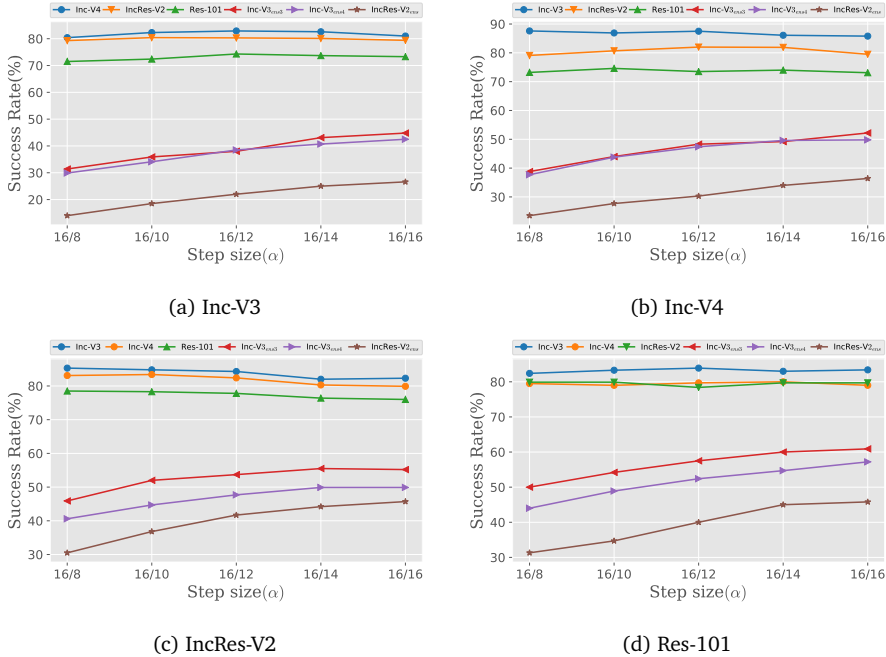 Inc-V4 IncRes-V2 Res-101 Inc-V3ens3 Inc-V3ens4 IncRes-V2ens
Success Rate(%)
80
70
60
50
40
30
20
16/8 16/10 16/12 16/14 16/16
Step size(α)
(a) Inc-V3
Inc-V3 IncRes-V2 Res-101 Inc-V3ens3 Inc-V3ens4 IncRes-V2ens
Success Rate(%)
90
80
70
60
50
40
30
16/8 16/10 16/12 16/14 16/16
Step size(α)
(b) Inc-V4
Inc-V3 Inc-V4 Res-101 Inc-V3ens3 Inc-V3ens4 IncRes-V2ens
Success Rate(%)
80
70
60
50
40
30
16/8 16/10 16/12 16/14 16/16
Step size(α)
(c) IncRes-V2
Inc-V3 Inc-V4 IncRes-V2 Inc-V3ens3 Inc-V3ens4 IncRes-V2ens
Success Rate(%)
80
70
60
50
40
30
16/8 16/10 16/12 16/14 16/16
Step size(α)
(d) Res-101